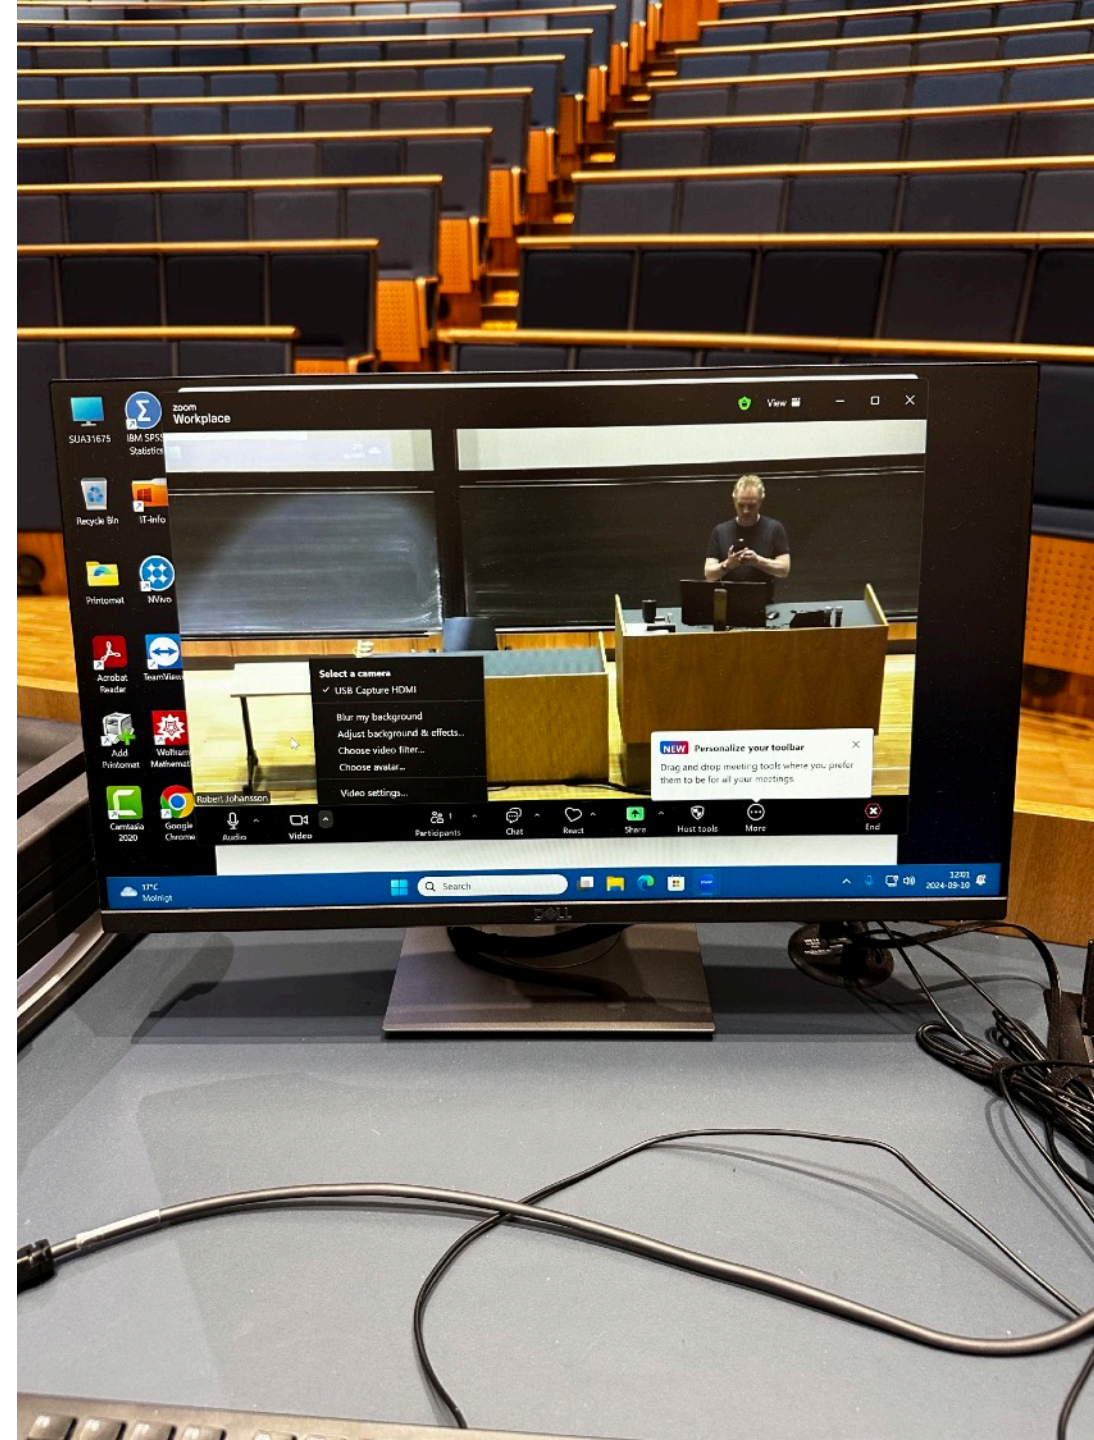 zoom
Workplace
View
SUA31675
IBM SPSS
Statistics
Recycle Bin
IT-info
Printomat
NVivo
Acrobat
Reader
TeamView
Add
Printomat
Wolfram
Mathemat
Camtasia
2020
Google
Chrome
Select a camera
✓ USB Capture HDMI
Blur my background
Adjust background & effects...
Choose video filter...
Choose avatar...
Video settings...
NEW Personalize your toolbar
Drag and drop meeting tools where you prefer
them to be for all your meetings.
Robert Johansson
Audio
Video
Participants
1
Chat
React
Share
Host tools
More
End
17°C
Molnigt
Search
12:01
2024-09-10
DELL